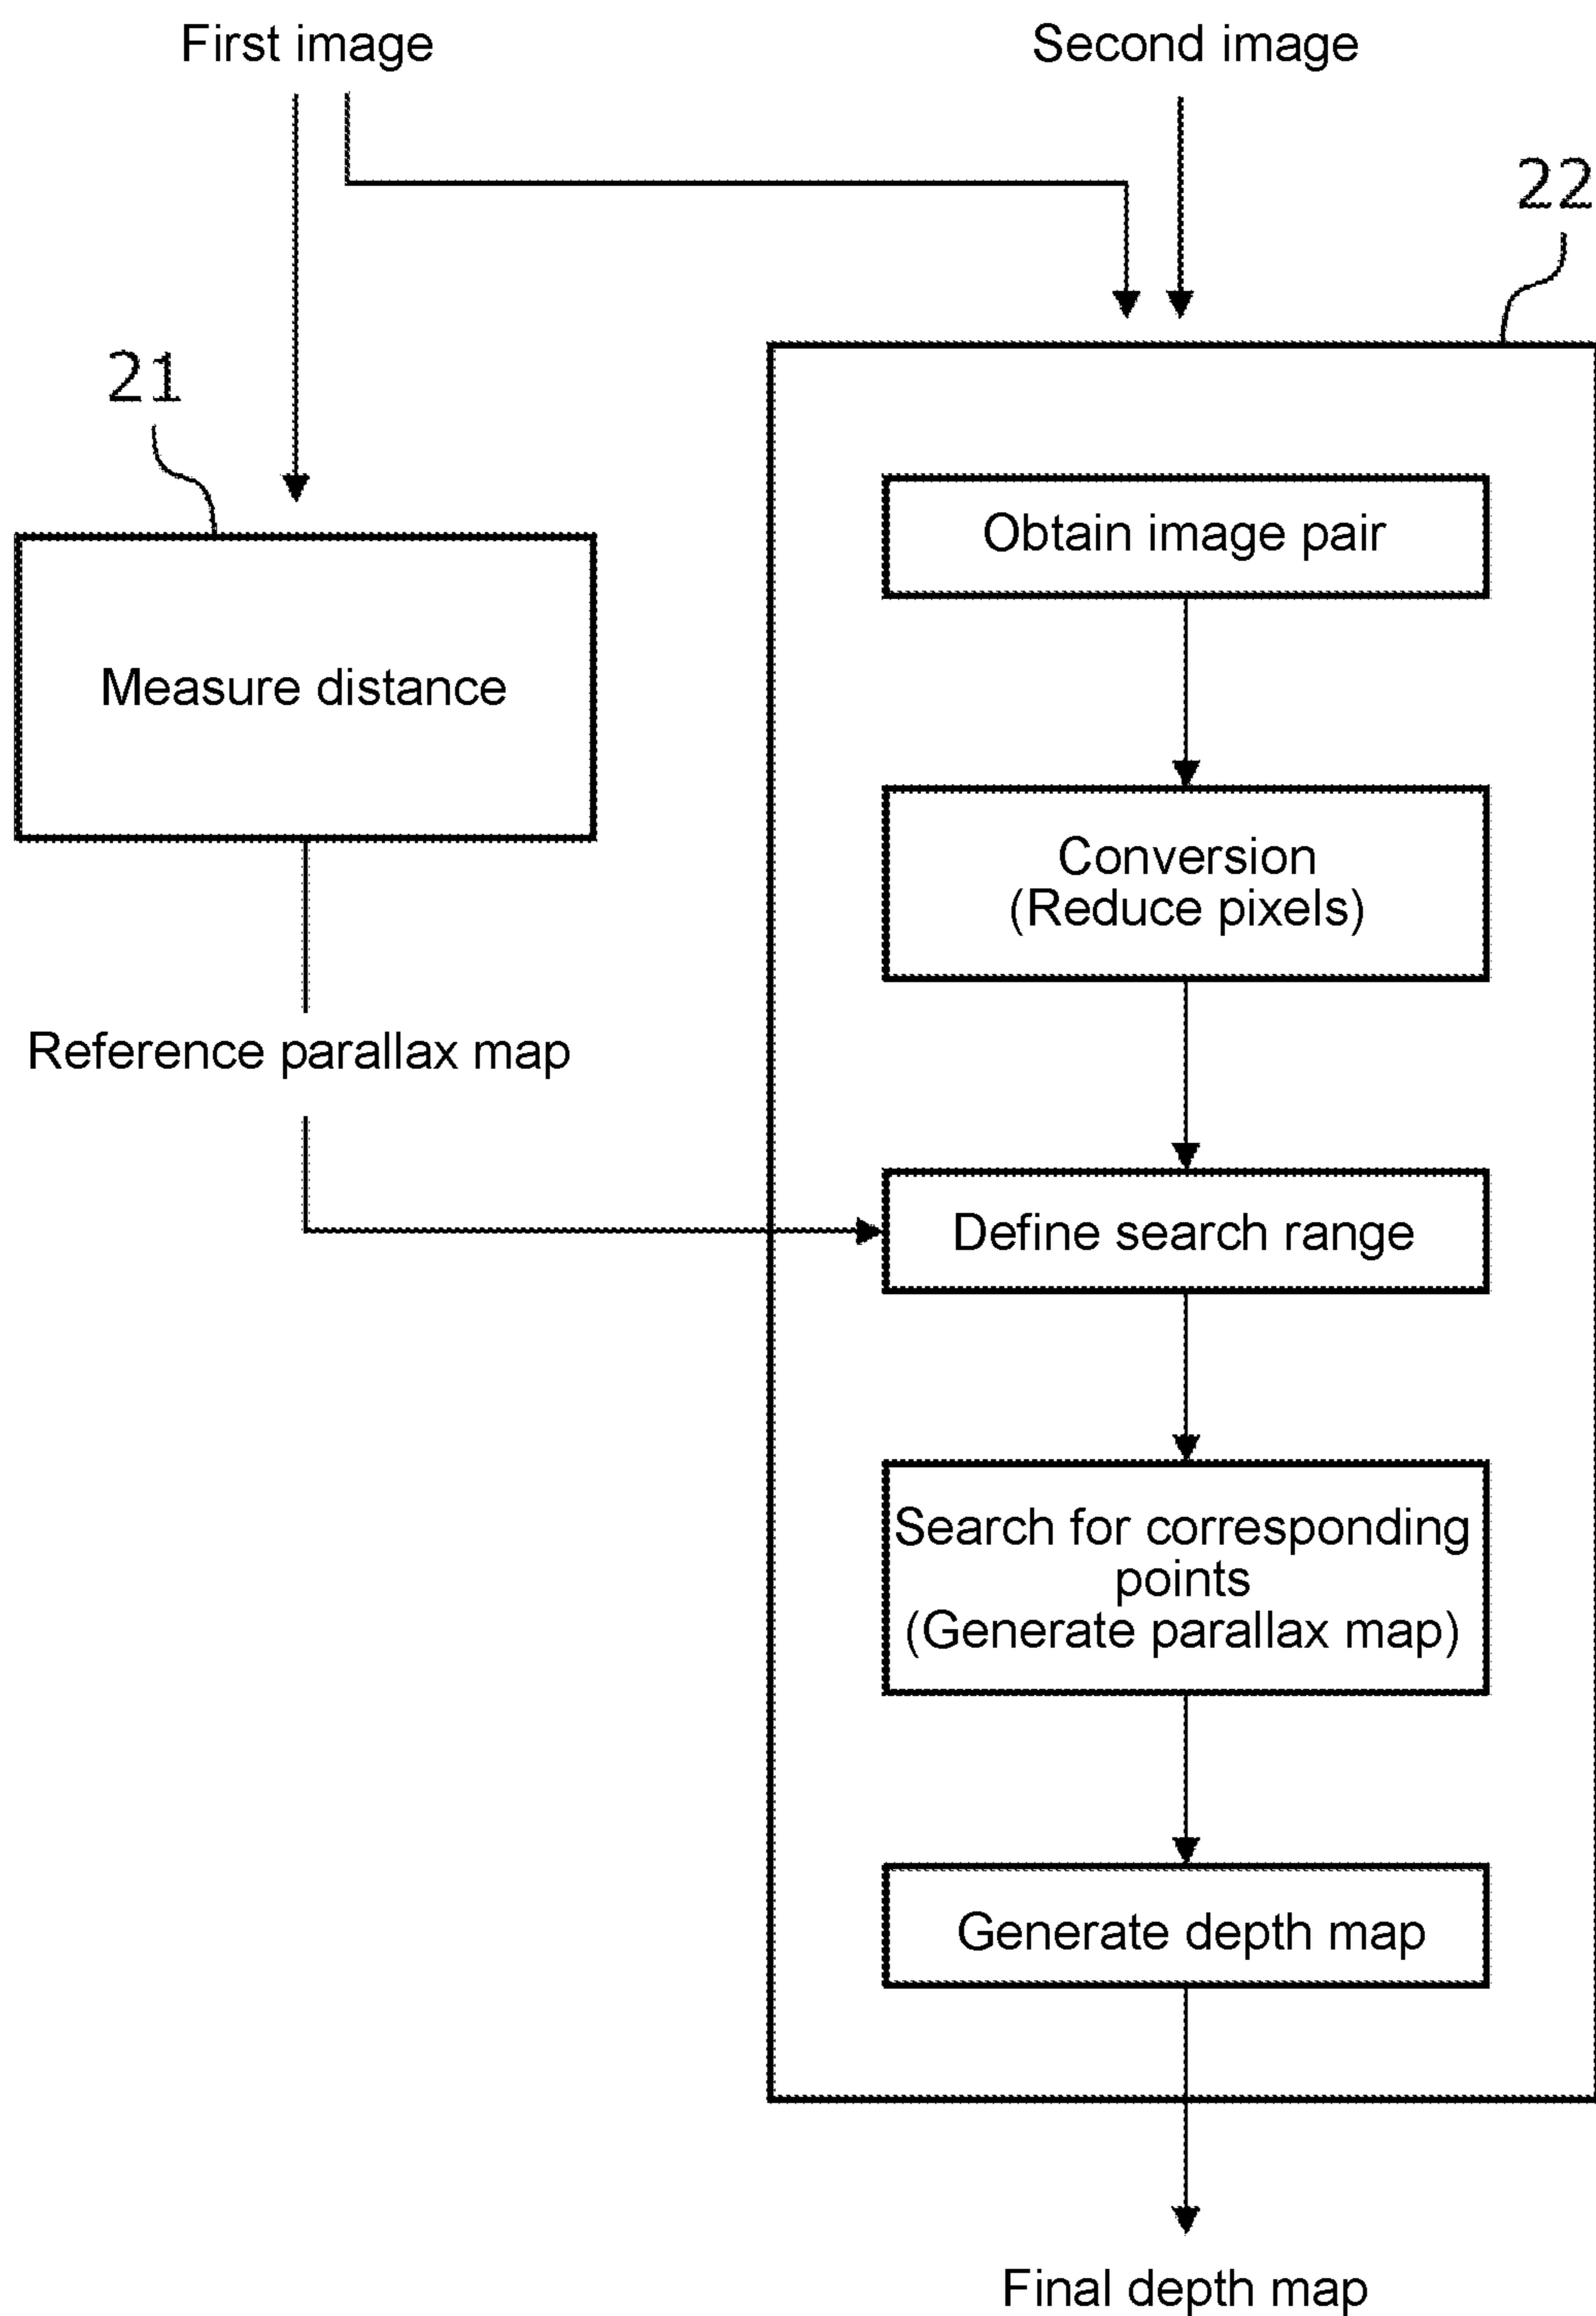 First image
Second image
22
21
Obtain image pair
Measure distance
Conversion
(Reduce pixels)
Reference parallax map
Define search range
Search for corresponding
points
(Generate parallax map)
Generate depth map
Final depth map